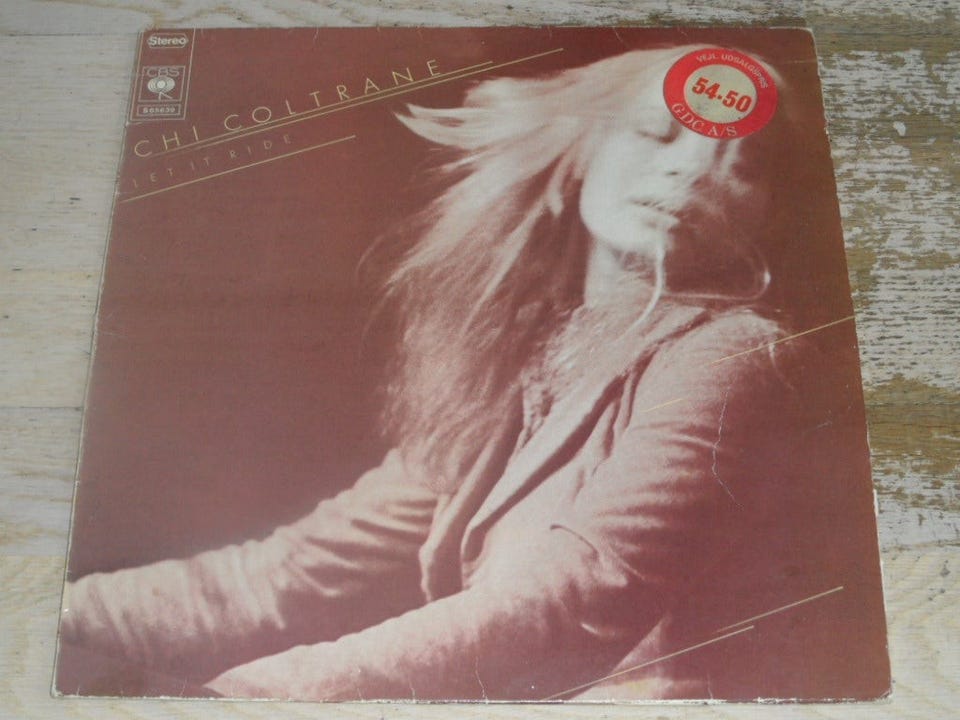 Stereo
CBS
S 65639
CHI COLTRANE
LET IT RIDE
VEJL. UDSALGSPRIS
54.50
GDC A/S